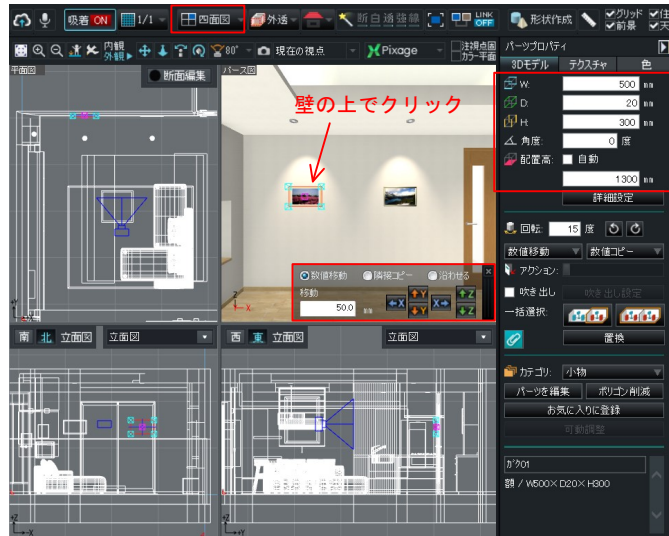 吸着 ON 1/1 四面図 外透 断 白 透 強 線 LINK OFF 形状作成 グリッド
前景
内観
外観 80° 現在の視点 Pixage 注視点固
カラー平面
平面図
断面編集
パース図
壁の上でクリック
数値移動 隣接コピー 沿わせる
移動
50.0 mm X Y Y X Z Z
南 北 立面図 立面図
西 東 立面図 立面図
パーツプロパティ
3Dモデル テクスチャ 色
W: 500 mm
D: 20 mm
H: 300 mm
角度: 0 度
配置高: 自動
1300 mm
詳細設定
回転: 15 度
数値移動 数値コピー
アクション:
吹き出し 吹き出し設定
一括選択:
置換
カテゴリ: 小物
パーツを編集 ポリゴン削減
お気に入りに登録
可動調整
ガク01
額 / W500×D20×H300